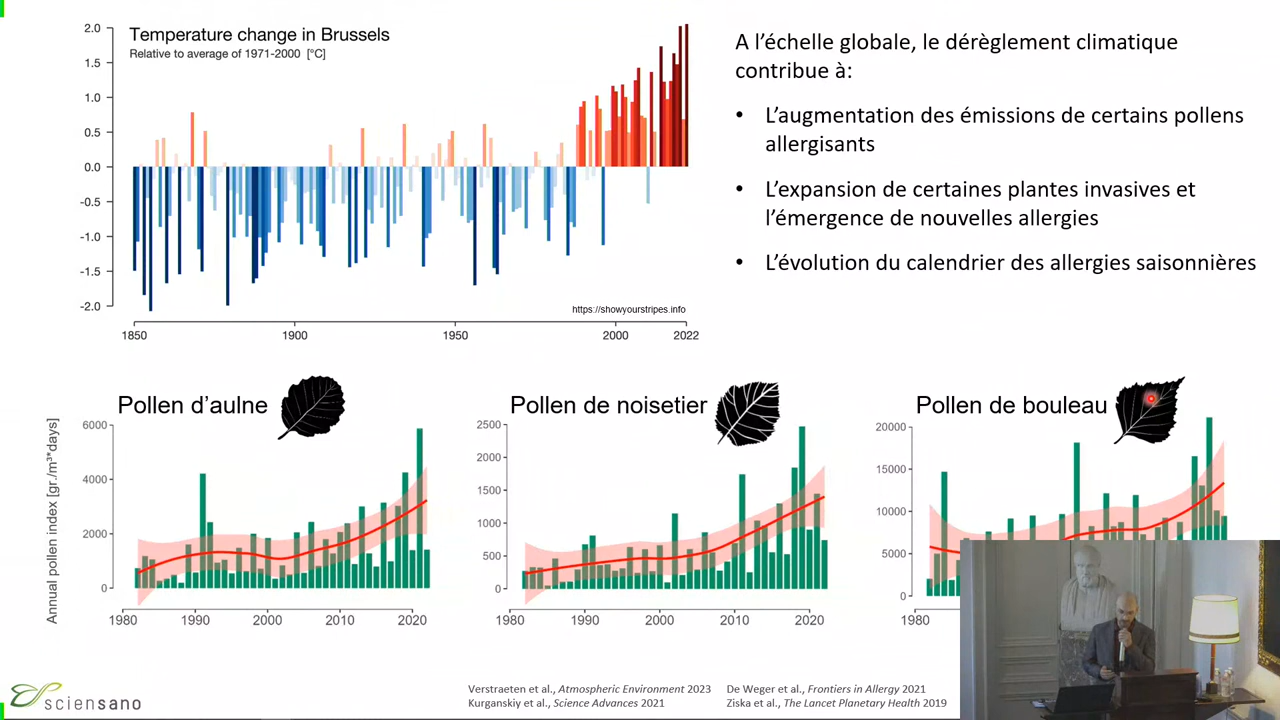 Temperature change in Brussels
Relative to average of 1971-2000 [°C]
2.0
1.5
1.0
0.5
0.0
-0.5
-1.0
-1.5
-2.0
https://showyourstripes.info
1850
1900
1950
2000
2022
A l'échelle globale, le dérèglement climatique
contribue à:
• L'augmentation des émissions de certains pollens
allergisants
• L'expansion de certaines plantes invasives et
l'émergence de nouvelles allergies
• L'évolution du calendrier des allergies saisonnières
Annual pollen index [gr./m³*days]
Pollen d'aulne
6000
4000
2000
0
1980
1990
2000
2010
2020
Pollen de noisetier
2500
2000
1500
1000
500
0
1980
1990
2000
2010
2020
Pollen de bouleau
20000
15000
10000
5000
0
1980
sciensano
Verstraeten et al., Atmospheric Environment 2023
Kurganskiy et al., Science Advances 2021
De Weger et al., Frontiers in Allergy 2021
Ziska et al., The Lancet Planetary Health 2019